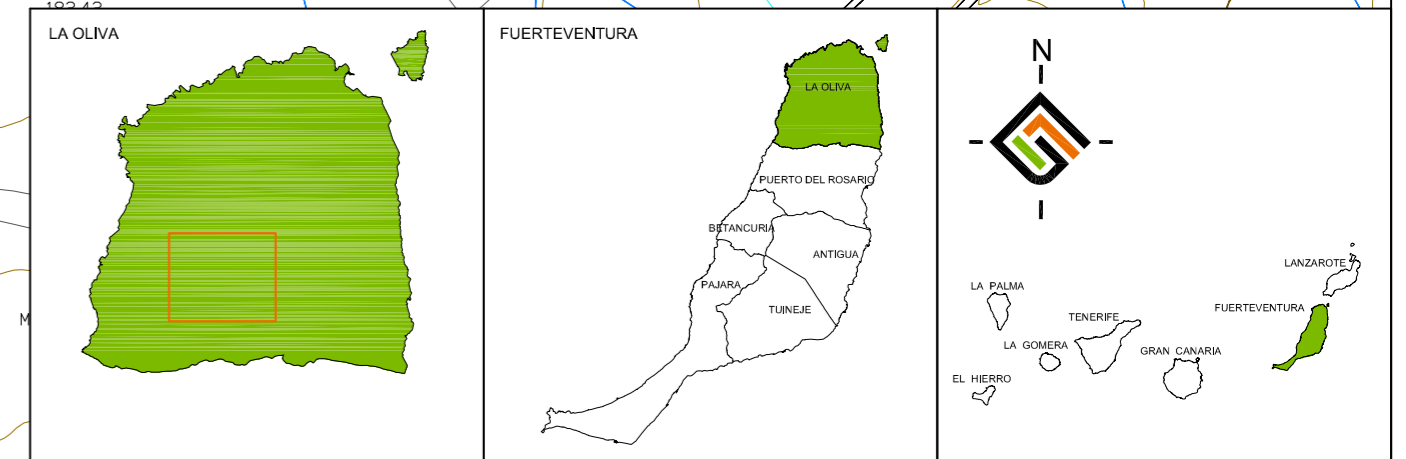 LA OLIVA
FUERTEVENTURA
LA OLIVA
PUERTO DEL ROSARIO
BETANCURIA
ANTIGUA
PAJARA
TUINEJE
N
LANZAROTE
LA PALMA
FUERTEVENTURA
TENERIFE
LA GOMERA
GRAN CANARIA
EL HIERRO
M